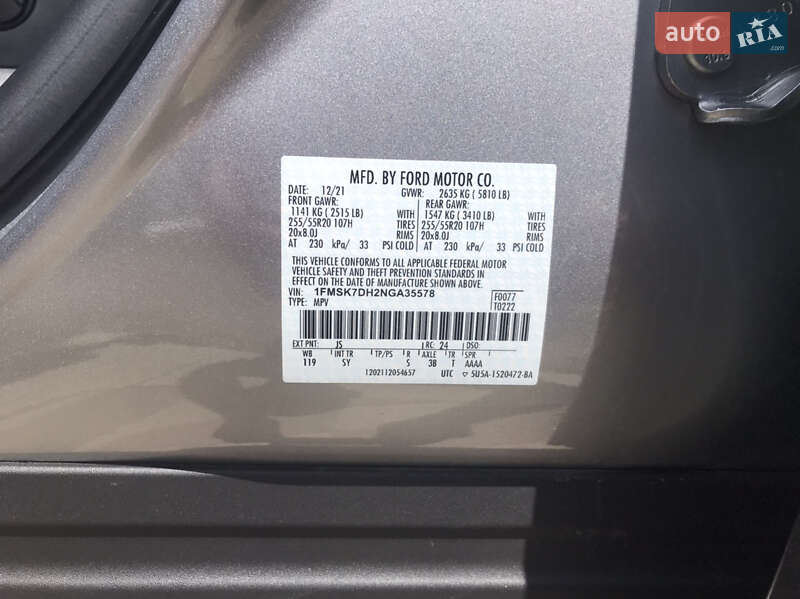 auto RIA
MFD. BY FORD MOTOR CO.
DATE: 12/21 GVWR: 2635 KG ( 5810 LB)
FRONT GAWR: REAR GAWR:
1141 KG ( 2515 LB) WITH 1547 KG ( 3410 LB) WITH
255/55R20 107H TIRES 255/55R20 107H TIRES
20x8.0J RIMS 20x8.0J RIMS
AT 230 kPa/ 33 PSI COLD AT 230 kPa/ 33 PSI COLD
THIS VEHICLE CONFORMS TO ALL APPLICABLE FEDERAL MOTOR
VEHICLE SAFETY AND THEFT PREVENTION STANDARDS IN
EFFECT ON THE DATE OF MANUFACTURE SHOWN ABOVE.
VIN: 1FMSK7DH2NGA35578 F0077
TYPE: MPV T0222
EXT PNT: JS RC: 24 DSO:
WB INT TR TP/PS R AXLE TR SPR
119 SY S 3B T AAAA
1202112054657 UTC ▽ 5U5A-1520472-BA